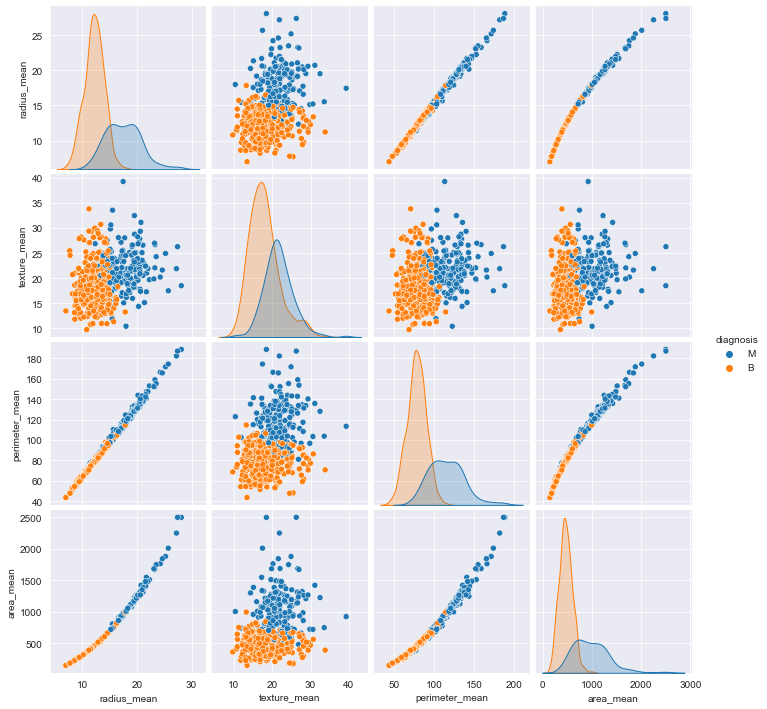 radius_mean
25
20
15
10
texture_mean
40
35
30
25
20
15
10
perimeter_mean
180
160
140
120
100
80
60
40
area_mean
2500
2000
1500
1000
500
10 20 30
radius_mean
10 20 30 40
texture_mean
50 100 150 200
perimeter_mean
0 1000 2000 3000
area_mean
diagnosis
M
B